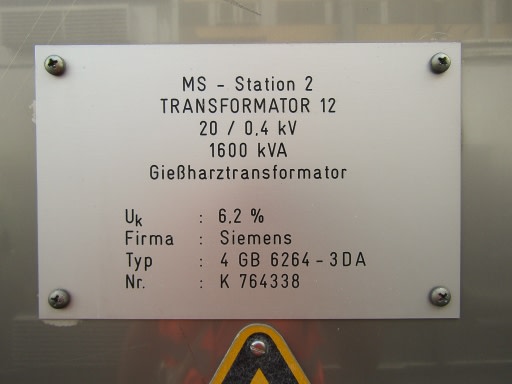 MS - Station 2
TRANSFORMATOR 12
20 / 0,4 kV
1600 kVA
Gießharztransformator
Uk : 6,2 %
Firma : Siemens
Typ : 4 GB 6264 - 3DA
Nr. : K 764338